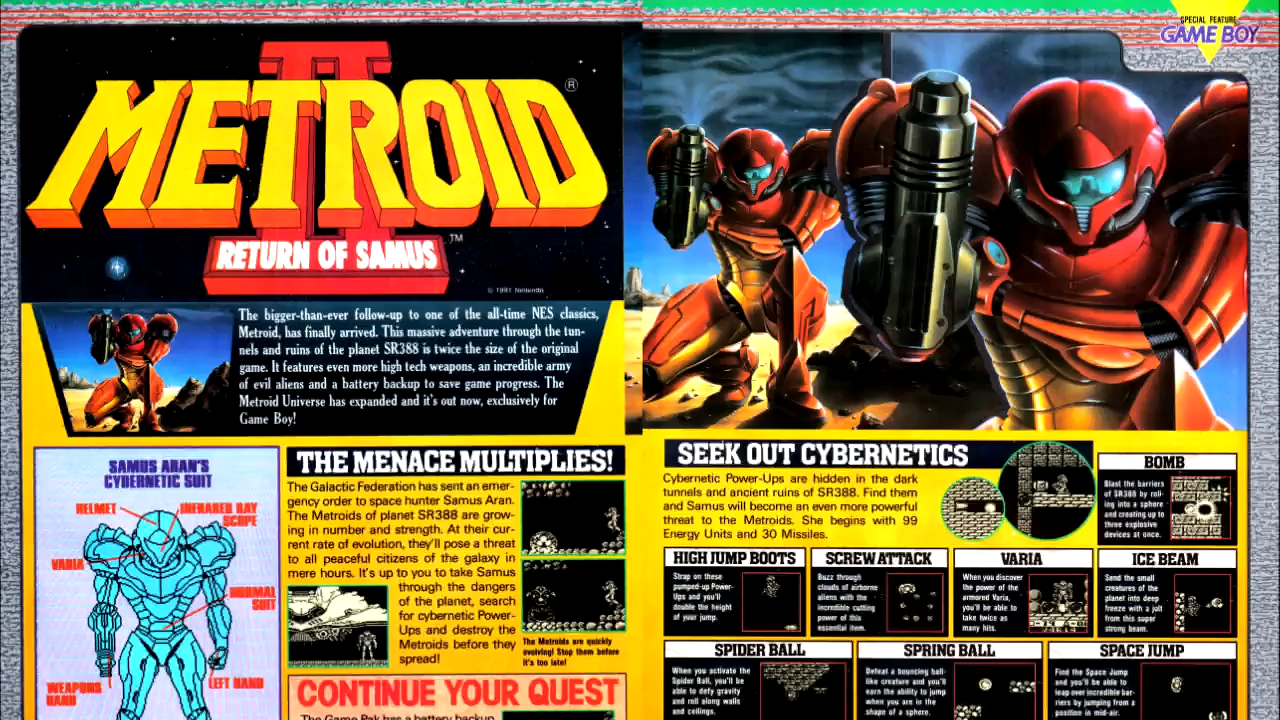 METROID II ®
RETURN OF SAMUS ™
© 1991 Nintendo
The bigger-than-ever follow-up to one of the all-time NES classics,
Metroid, has finally arrived. This massive adventure through the tun-
nels and ruins of the planet SR388 is twice the size of the original
game. It features even more high tech weapons, an incredible army
of evil aliens and a battery backup to save game progress. The
Metroid Universe has expanded and it's out now, exclusively for
Game Boy!
SAMUS ARAN'S
CYBERNETIC SUIT
HELMET
INFRARED RAY
SCOPE
VARIA
NORMAL
SUIT
WEAPONS
HAND
LEFT HAND
THE MENACE MULTIPLIES!
The Galactic Federation has sent an emer-
gency order to space hunter Samus Aran.
The Metroids of planet SR388 are grow-
ing in number and strength. At their cur-
rent rate of evolution, they'll pose a threat
to all peaceful citizens of the galaxy in
mere hours. It's up to you to take Samus
through the dangers
of the planet, search
for cybernetic Power-
Ups and destroy the
Metroids before they
spread!
The Metroids are quickly
evolving! Stop them before
it's too late!
CONTINUE YOUR QUEST
The Game Pak has a battery backup
SPECIAL FEATURE
GAME BOY
SEEK OUT CYBERNETICS
Cybernetic Power-Ups are hidden in the dark
tunnels and ancient ruins of SR388. Find them
and Samus will become an even more powerful
threat to the Metroids. She begins with 99
Energy Units and 30 Missiles.
BOMB
Blast the barriers
of SR388 by roll-
ing into a sphere
and creating up to
three explosive
devices at once.
HIGH JUMP BOOTS
Strap on these
pumped-up Power-
Ups and you'll
double the height
of your jump.
SCREW ATTACK
Buzz through
clouds of airborne
aliens with the
incredible cutting
power of this
essential item.
VARIA
When you discover
the power of the
armored Varia,
you'll be able to
take twice as
many hits.
ICE BEAM
Send the small
creatures of the
planet into deep
freeze with a jolt
from this super
strong beam.
SPIDER BALL
When you activate the
Spider Ball, you'll be
able to defy gravity
and roll along walls
and ceilings.
SPRING BALL
Defeat a bouncing ball-
like creature and you'll
earn the ability to jump
when you are in the
shape of a sphere.
SPACE JUMP
Find the Space Jump
and you'll be able to
leap over incredible bar-
riers by jumping from a
position in mid-air.